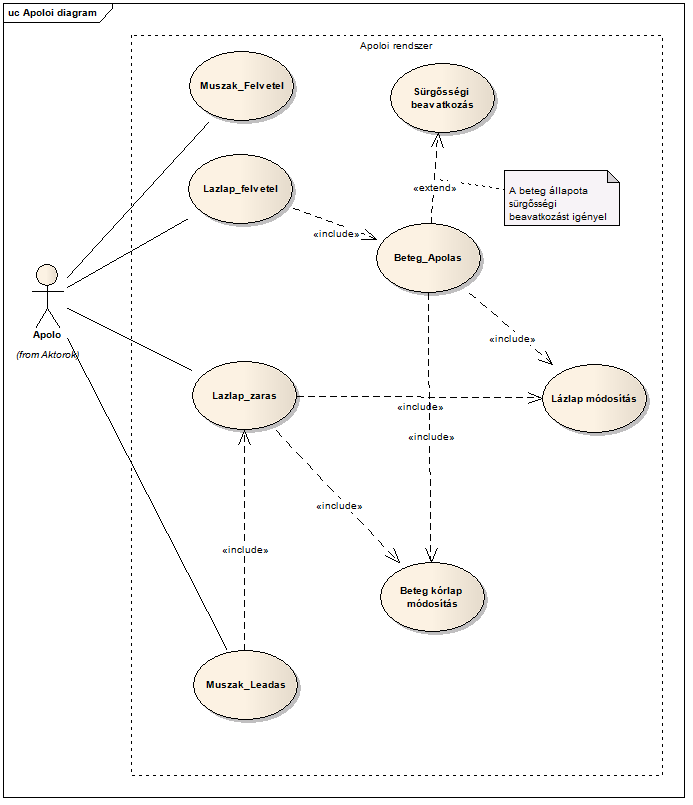 uc Apoloi diagram
Apoloi rendszer
Muszak_Felvetel
Sürgősségi
beavatkozás
Lazlap_felvetel
«extend»
A beteg állapota
sürgősségi
beavatkozást igényel
«include»
Beteg_Apolas
Apolo
(from Aktorok)
«include»
Lazlap_zaras
Lázlap módosítás
«include»
«include»
«include»
«include»
Beteg kórlap
módosítás
Muszak_Leadas